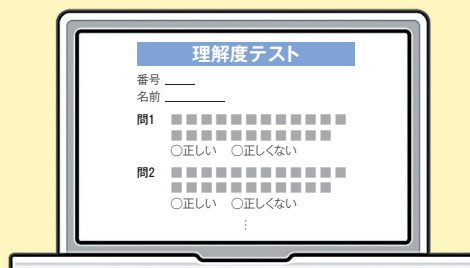 理解度テスト
番号
名前
問1
○正しい ○正しくない
問2
○正しい ○正しくない
⋮